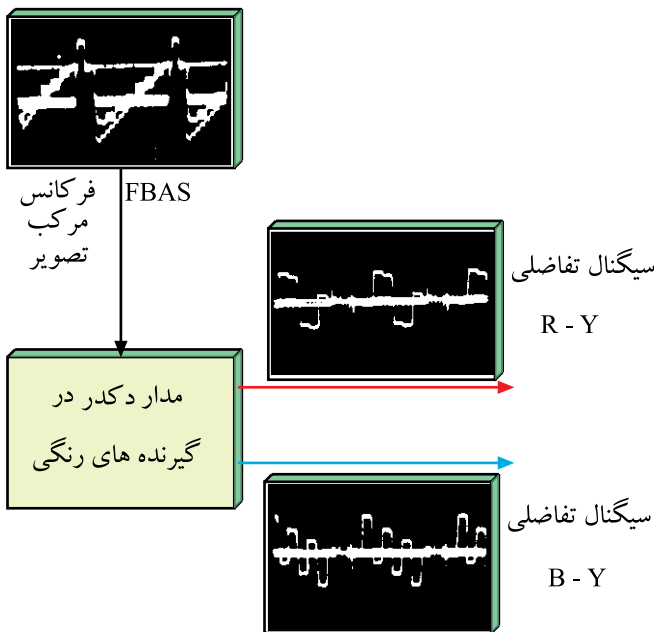 فرکانس
مرکب
تصویر
FBAS
سیگنال تفاضلی
R - Y
مدار دکدر در
گیرنده های رنگی
سیگنال تفاضلی
B - Y